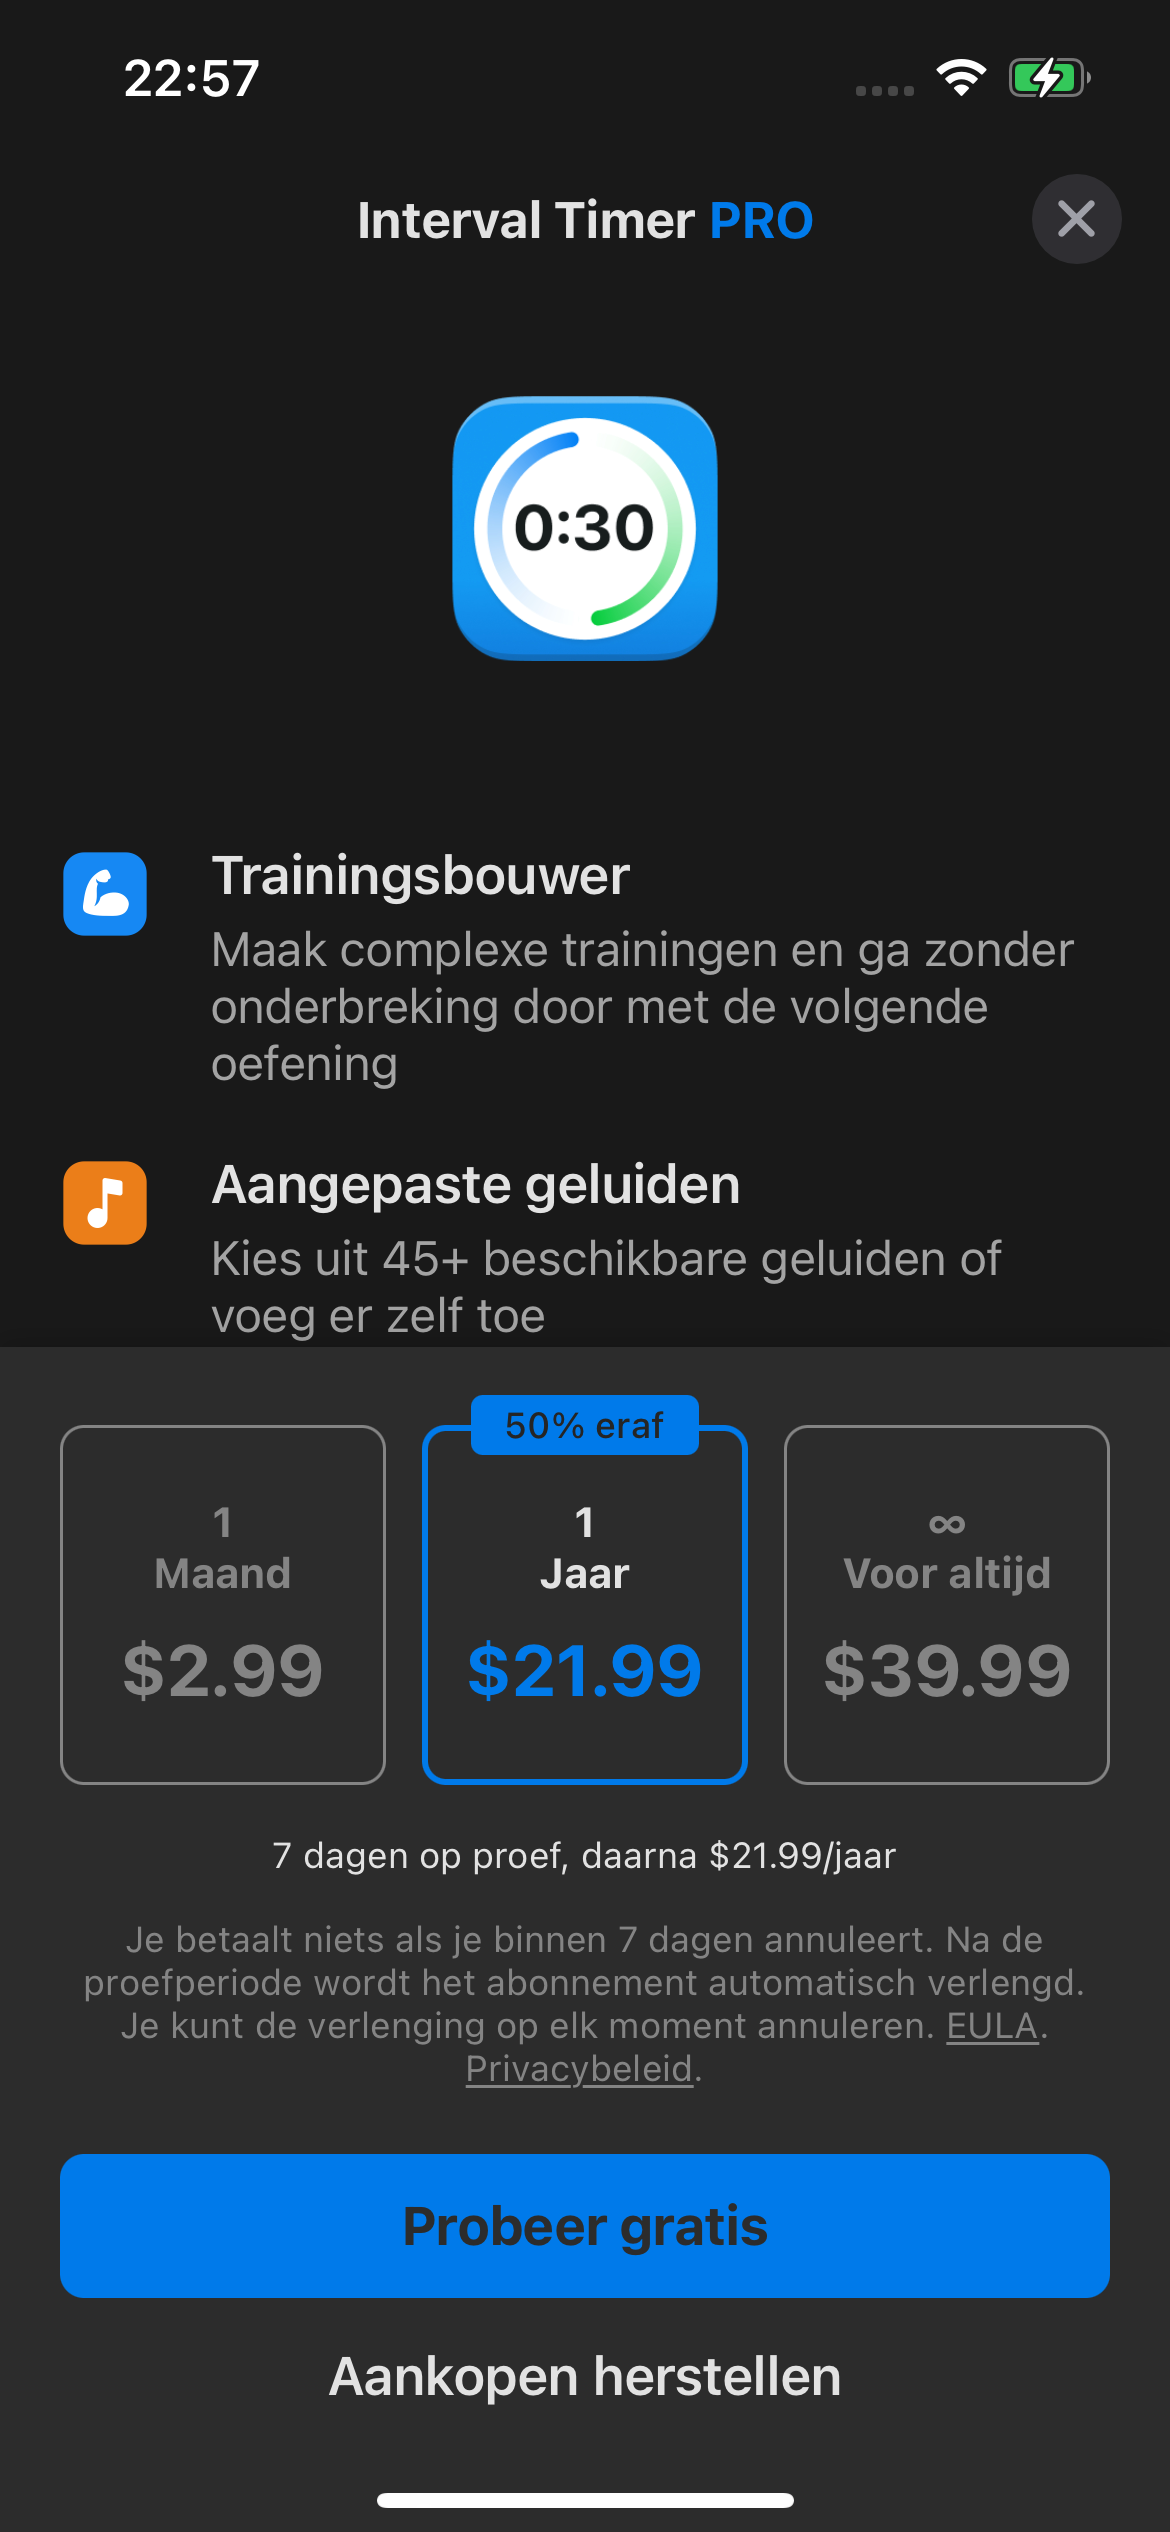 22:57
Interval Timer PRO
0:30
Trainingsbouwer
Maak complexe trainingen en ga zonder
onderbreking door met de volgende
oefening
Aangepaste geluiden
Kies uit 45+ beschikbare geluiden of
voeg er zelf toe
50% eraf
1
Maand
$2.99
1
Jaar
$21.99
∞
Voor altijd
$39.99
7 dagen op proef, daarna $21.99/jaar
Je betaalt niets als je binnen 7 dagen annuleert. Na de
proefperiode wordt het abonnement automatisch verlengd.
Je kunt de verlenging op elk moment annuleren. EULA.
Privacybeleid.
Probeer gratis
Aankopen herstellen